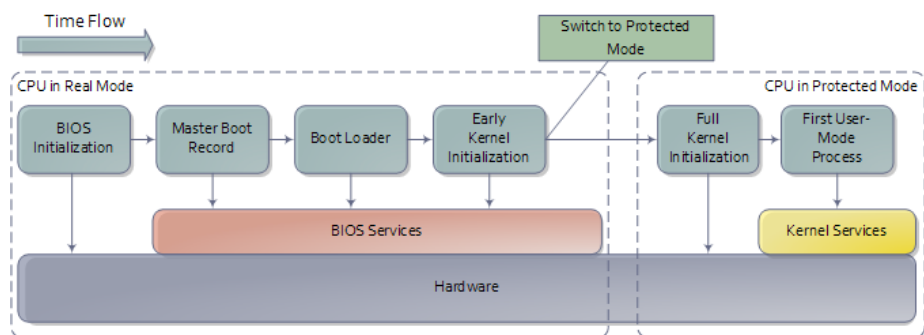 Time Flow
Switch to Protected
Mode
CPU in Real Mode
CPU in Protected Mode
BIOS
Initialization
Master Boot
Record
Boot Loader
Early
Kernel
Initialization
Full
Kernel
Initialization
First User-
Mode
Process
BIOS Services
Kernel Services
Hardware